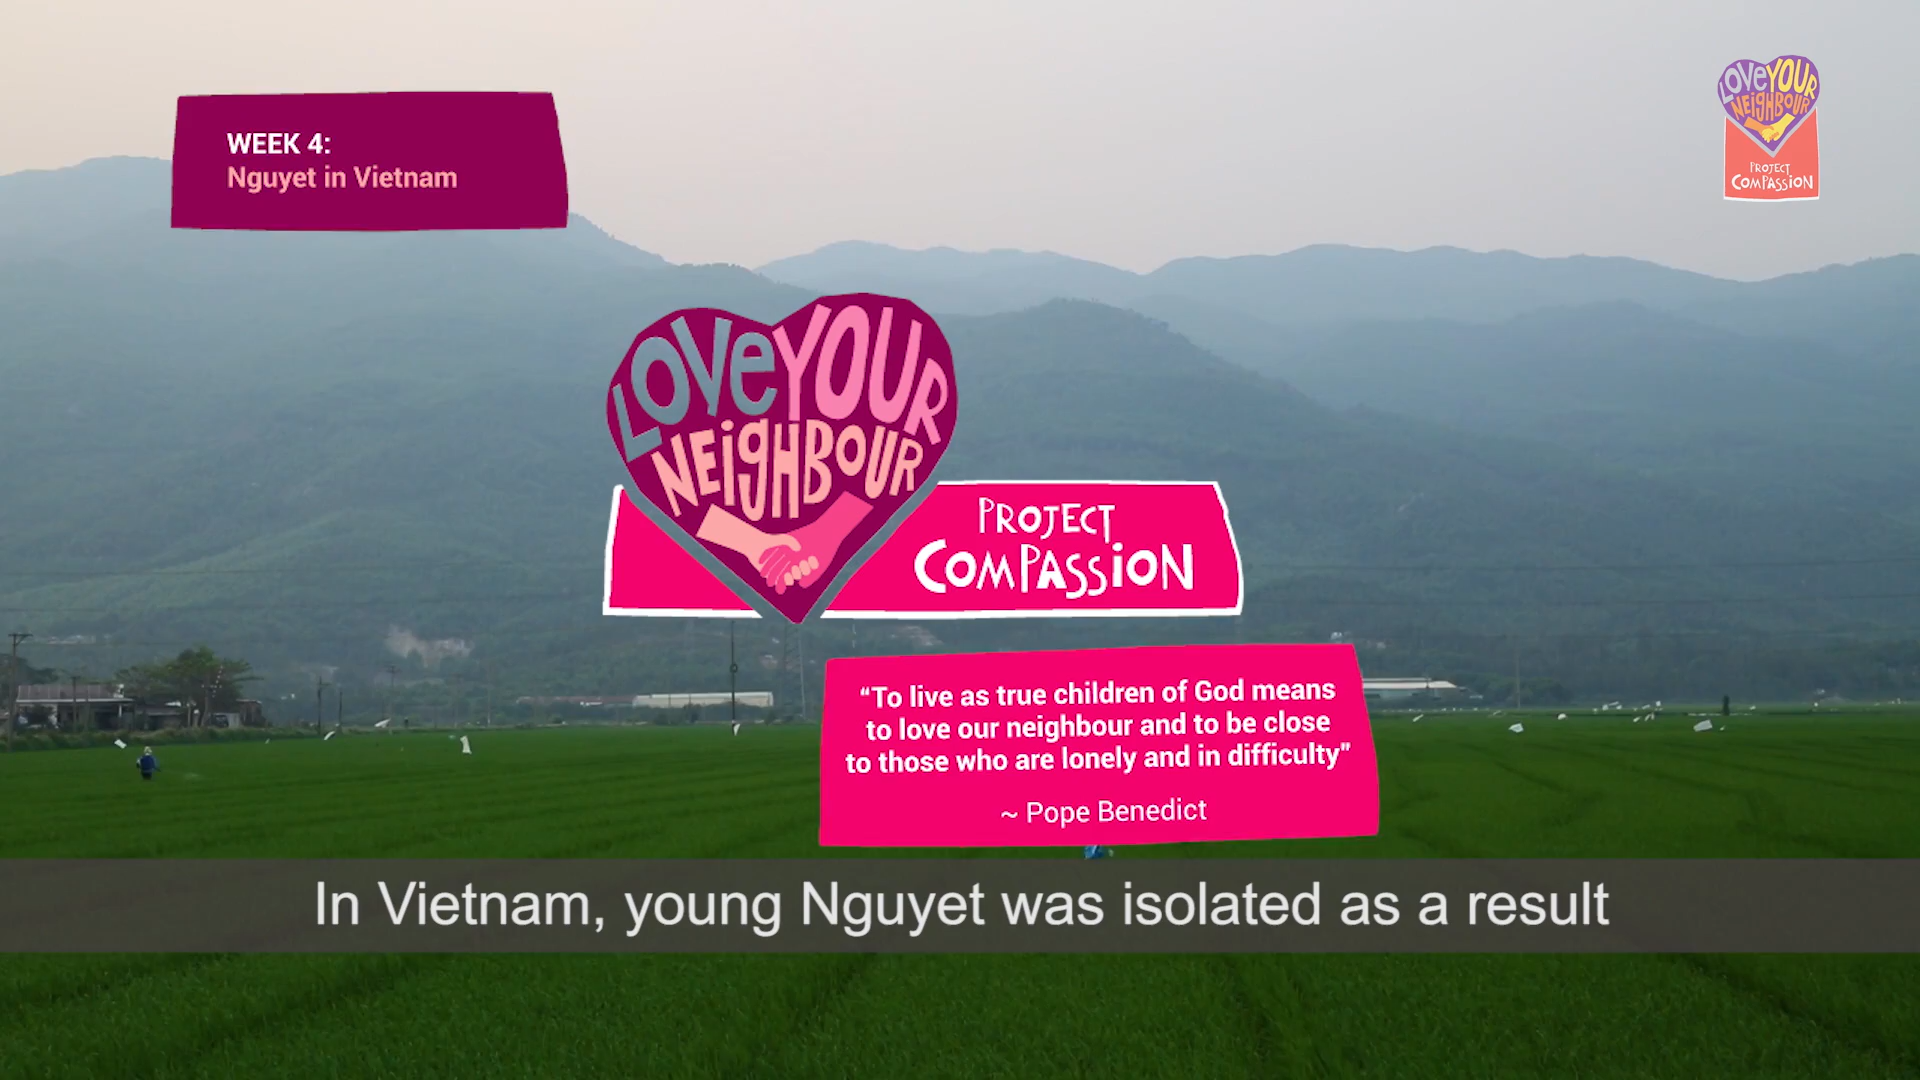 WEEK 4:
Nguyet in Vietnam
LOVE YOUR
NEIGHBOUR
PROJECT
COMPASSION
LOVE YOUR
NEIGHBOUR
PROJECT
COMPASSION
“To live as true children of God means
to love our neighbour and to be close
to those who are lonely and in difficulty”
~ Pope Benedict
In Vietnam, young Nguyet was isolated as a result